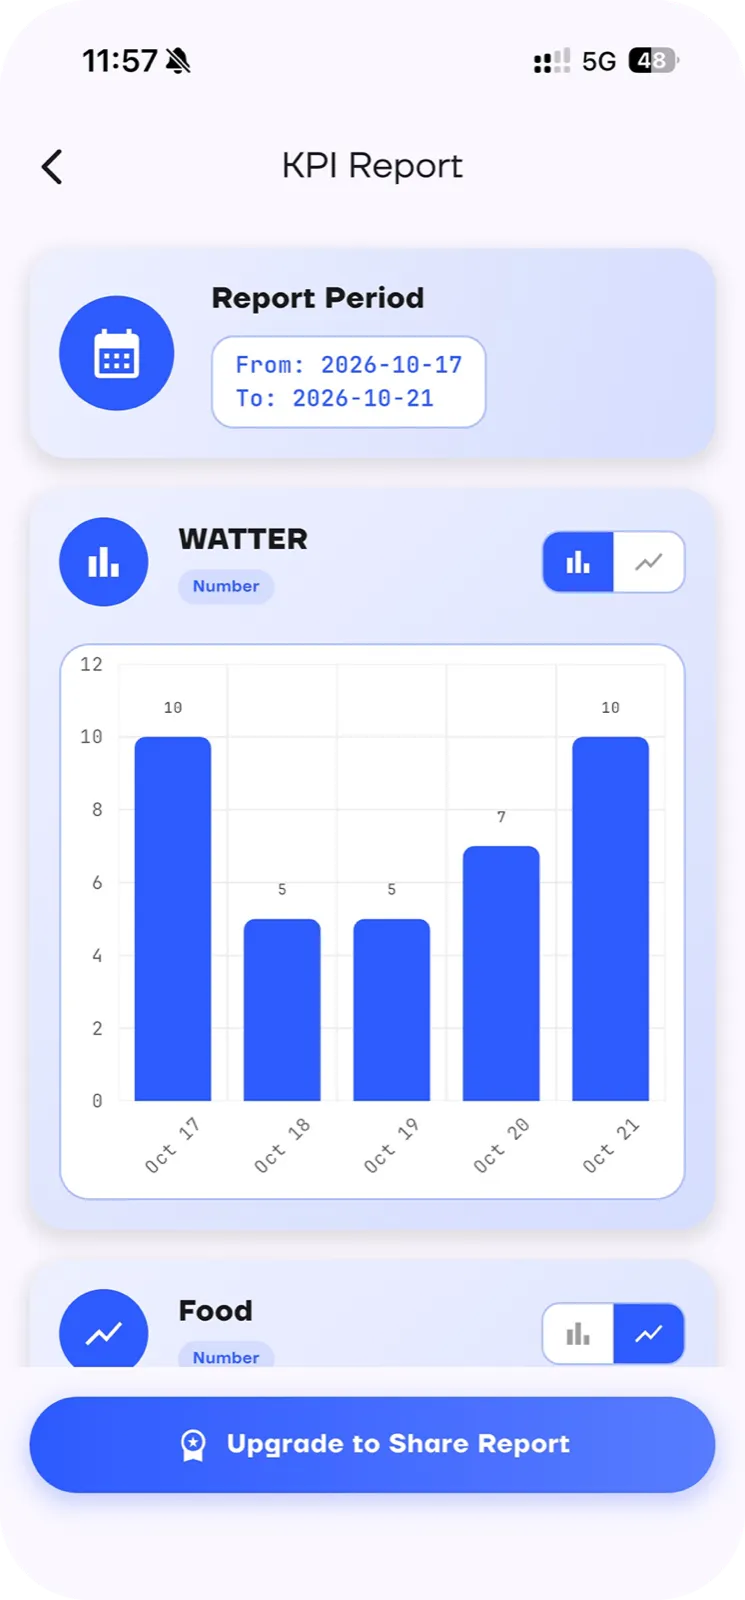 11:57 5G 48
KPI Report
Report Period
From: 2026-10-17
To: 2026-10-21
WATTER
Number
12
10
8
6
4
2
0
10
5
5
7
10
Oct 17
Oct 18
Oct 19
Oct 20
Oct 21
Food
Number
Upgrade to Share Report